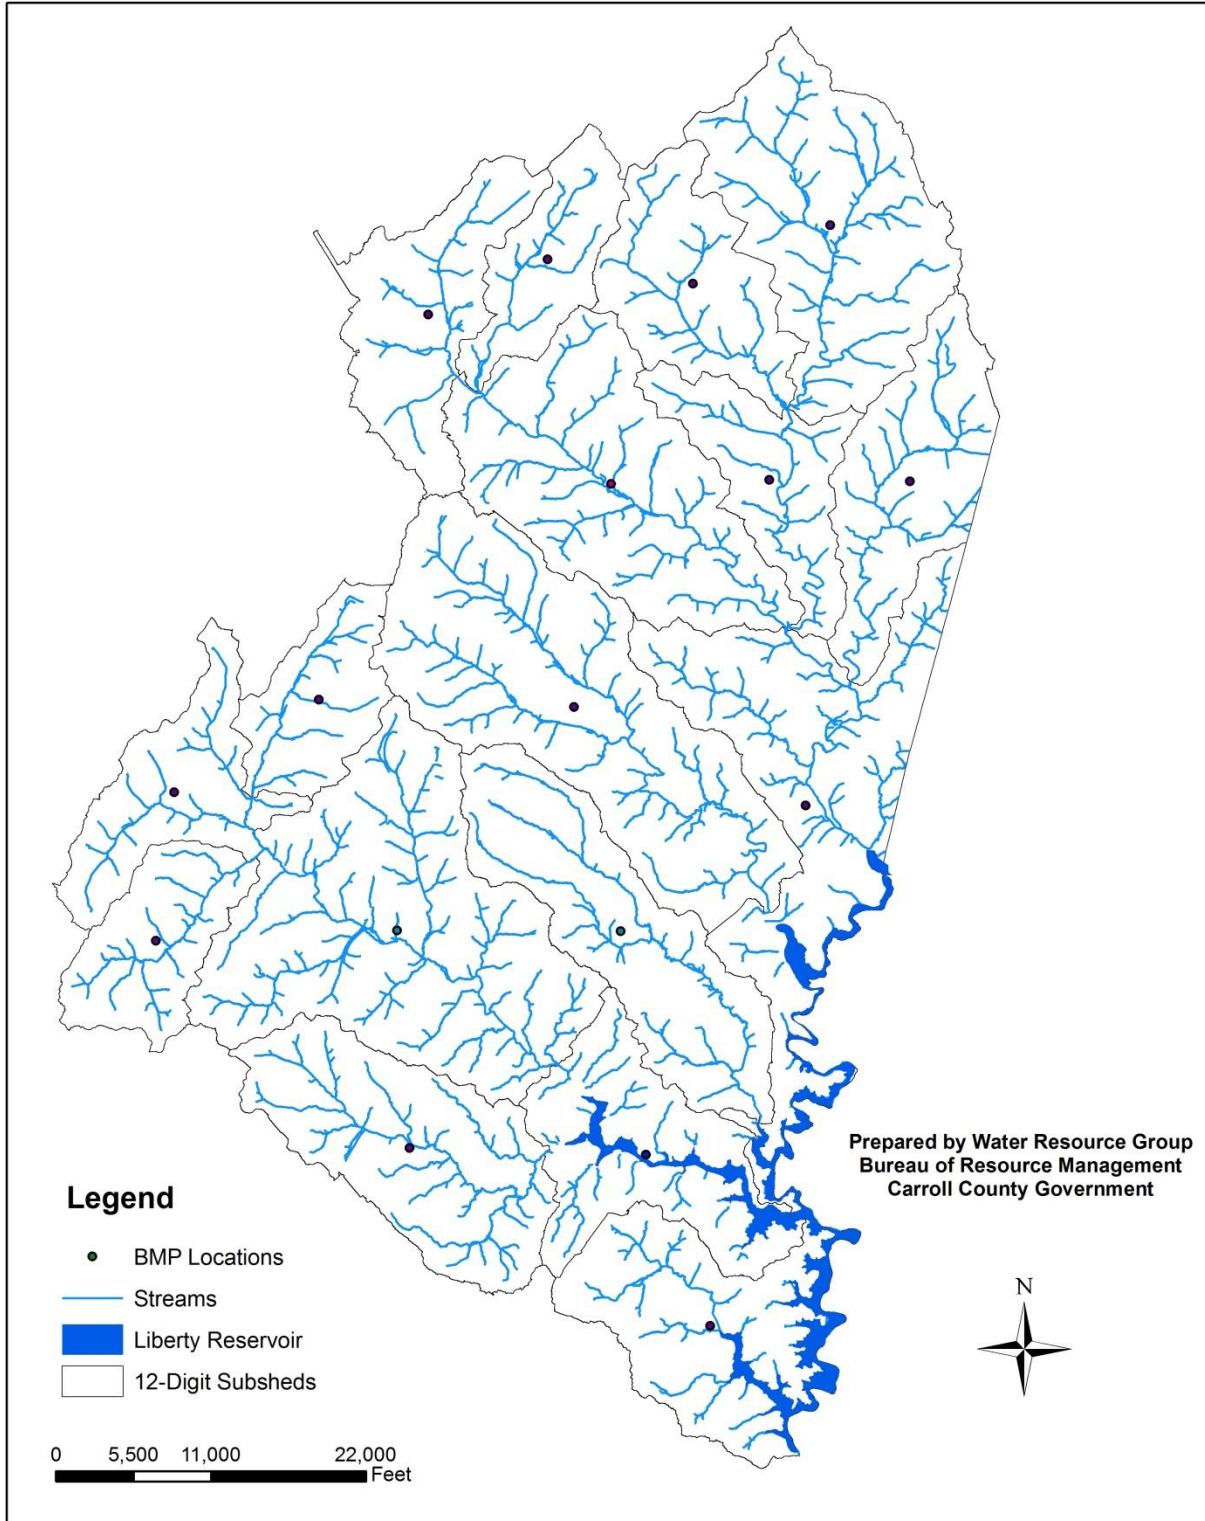 Prepared by Water Resource Group
Bureau of Resource Management
Carroll County Government
Legend
BMP Locations
Streams
Liberty Reservoir
12-Digit Subsheds
N
0 5,500 11,000 22,000
Feet